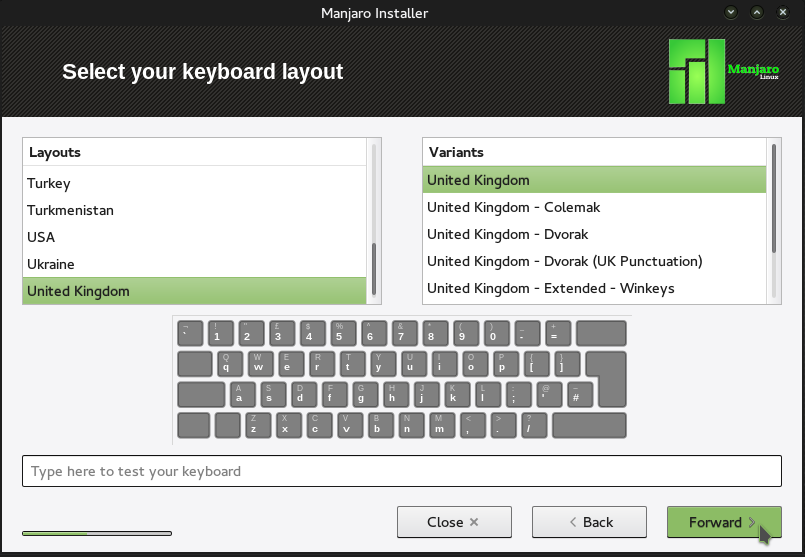 Manjaro Installer
Select your keyboard layout
Manjaro
Linux
Layouts
Turkey
Turkmenistan
USA
Ukraine
United Kingdom
Variants
United Kingdom
United Kingdom - Colemak
United Kingdom - Dvorak
United Kingdom - Dvorak (UK Punctuation)
United Kingdom - Extended - Winkeys
¬ ! " £ $ % ^ & * ( ) _ +
` 1 2 3 4 5 6 7 8 9 0 - =
Q W E R T Y U I O P { }
q w e r t y u i o p [ ]
A S D F G H J K L : @ ~
a s d f g h j k l ; ' #
Z X C V B N M < > ?
z x c v b n m , . /
Type here to test your keyboard
Close
Back
Forward